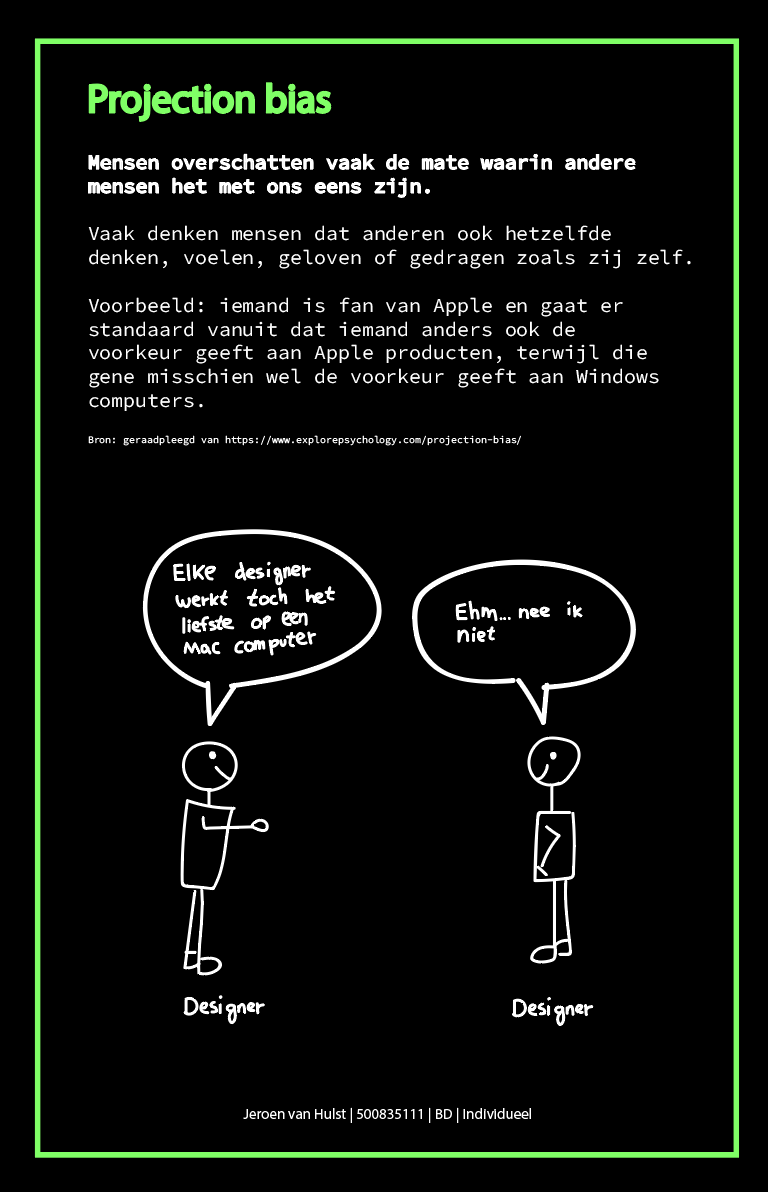 Projection bias
Mensen overschatten vaak de mate waarin andere
mensen het met ons eens zijn.
Vaak denken mensen dat anderen ook hetzelfde
denken, voelen, geloven of gedragen zoals zij zelf.
Voorbeeld: iemand is fan van Apple en gaat er
standaard vanuit dat iemand anders ook de
voorkeur geeft aan Apple producten, terwijl die
gene misschien wel de voorkeur geeft aan Windows
computers.
Bron: geraadpleegd van https://www.explorepsychology.com/projection-bias/
Elke designer
werkt toch het
liefste op een
Mac computer
Ehm... nee ik
niet
Designer
Designer
Jeroen van Hulst | 500835111 | BD | Individueel